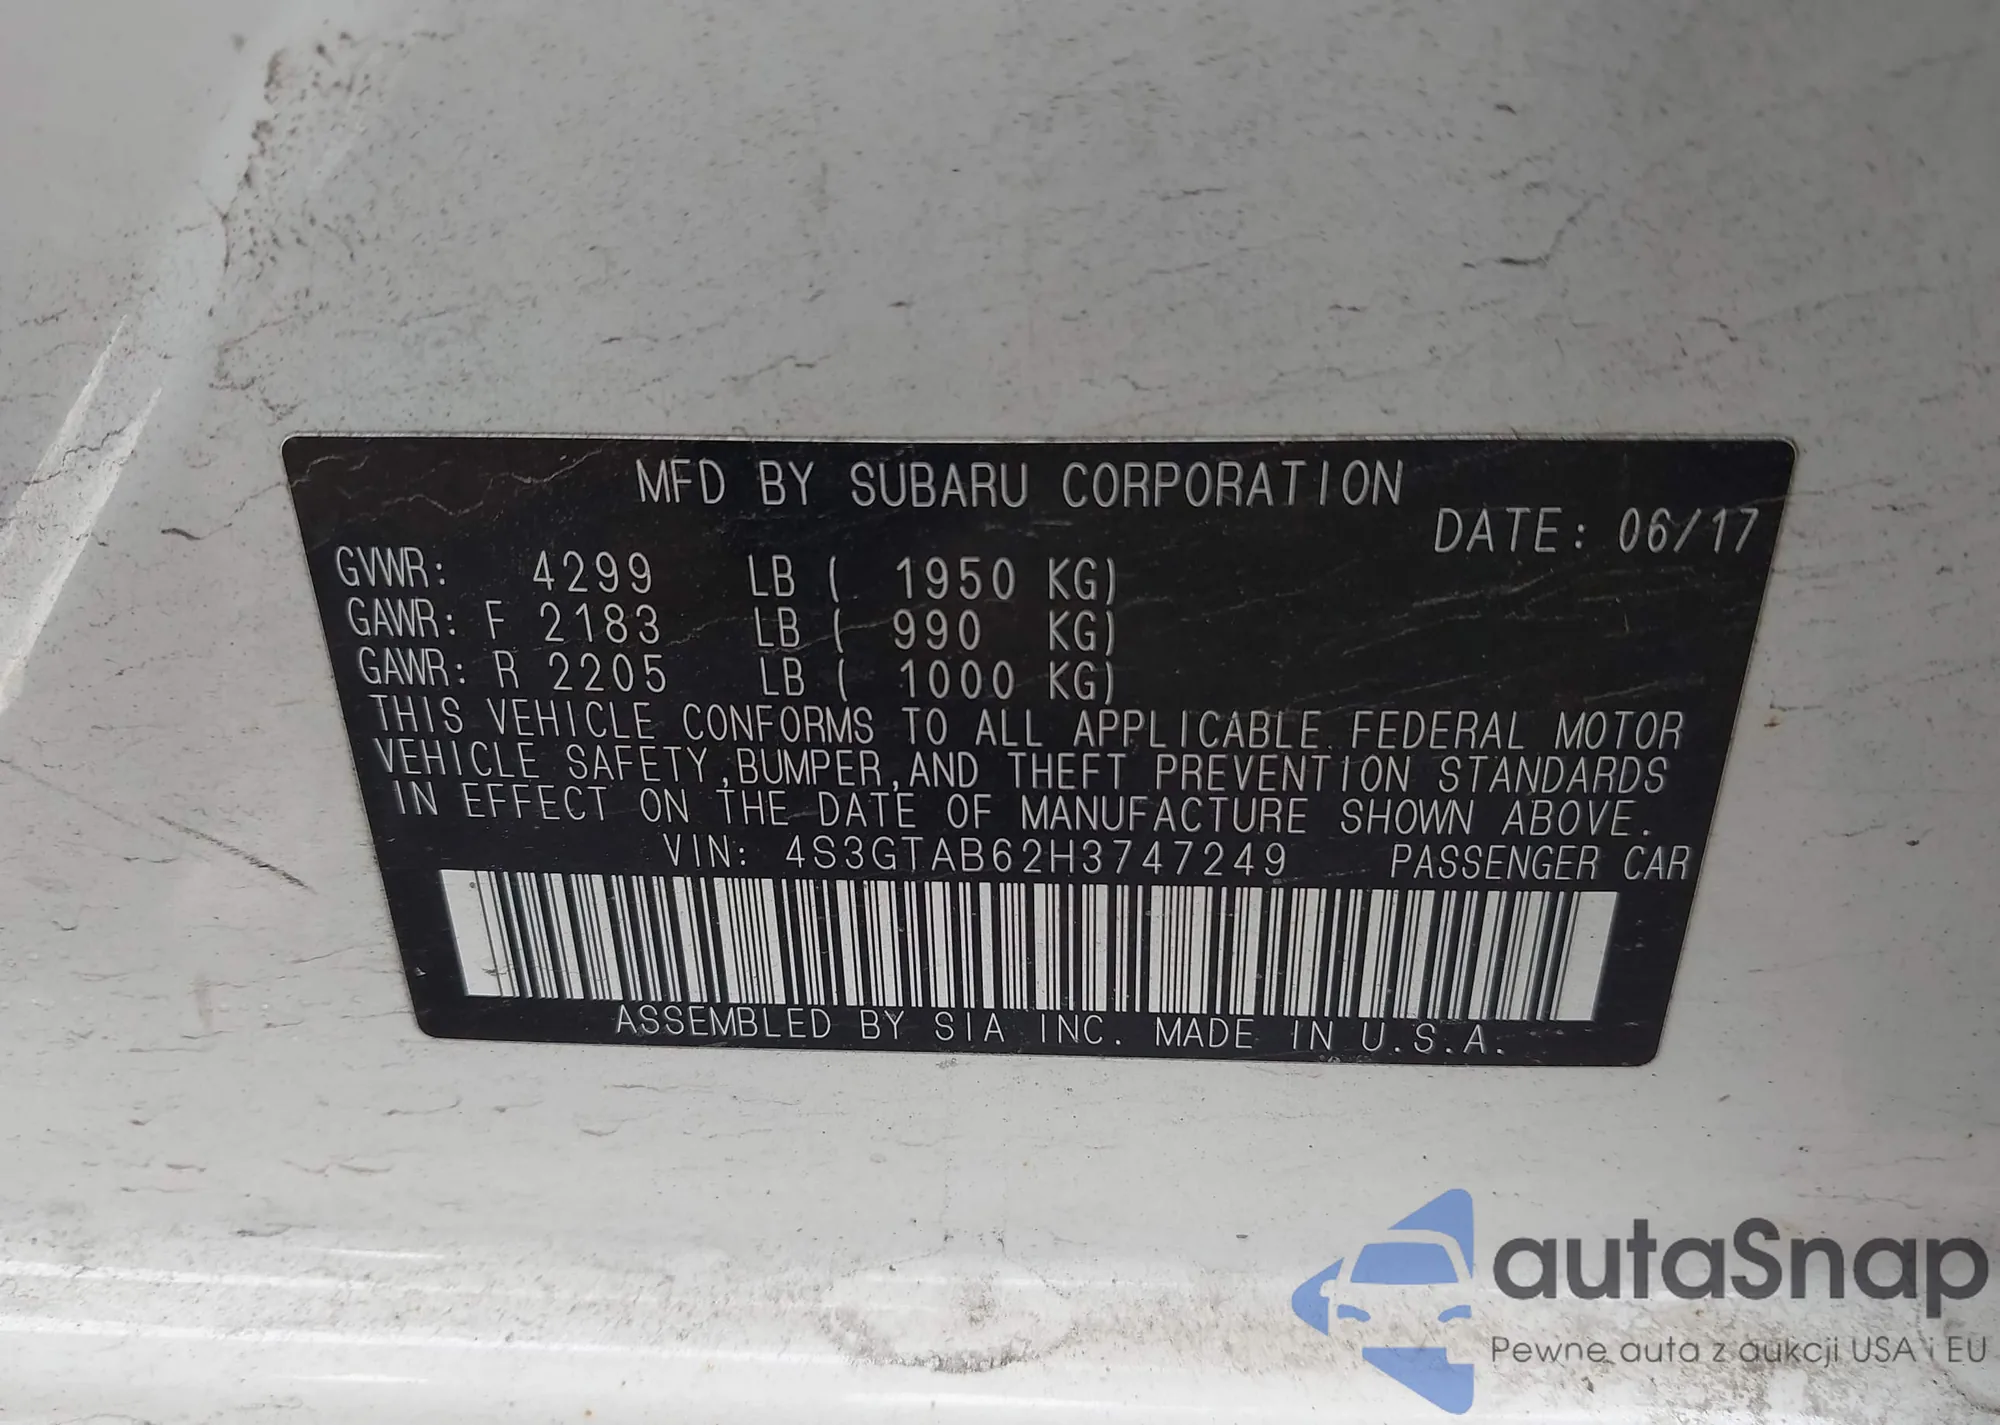 MFD BY SUBARU CORPORATION
DATE: 06/17
GVWR: 4299 LB ( 1950 KG)
GAWR: F 2183 LB ( 990 KG)
GAWR: R 2205 LB ( 1000 KG)
THIS VEHICLE CONFORMS TO ALL APPLICABLE FEDERAL MOTOR
VEHICLE SAFETY,BUMPER,AND THEFT PREVENTION STANDARDS
IN EFFECT ON THE DATE OF MANUFACTURE SHOWN ABOVE.
VIN: 4S3GTAB62H3747249 PASSENGER CAR
ASSEMBLED BY SIA INC. MADE IN U.S.A.
autaSnap
Pewne auta z aukcji USA i EU